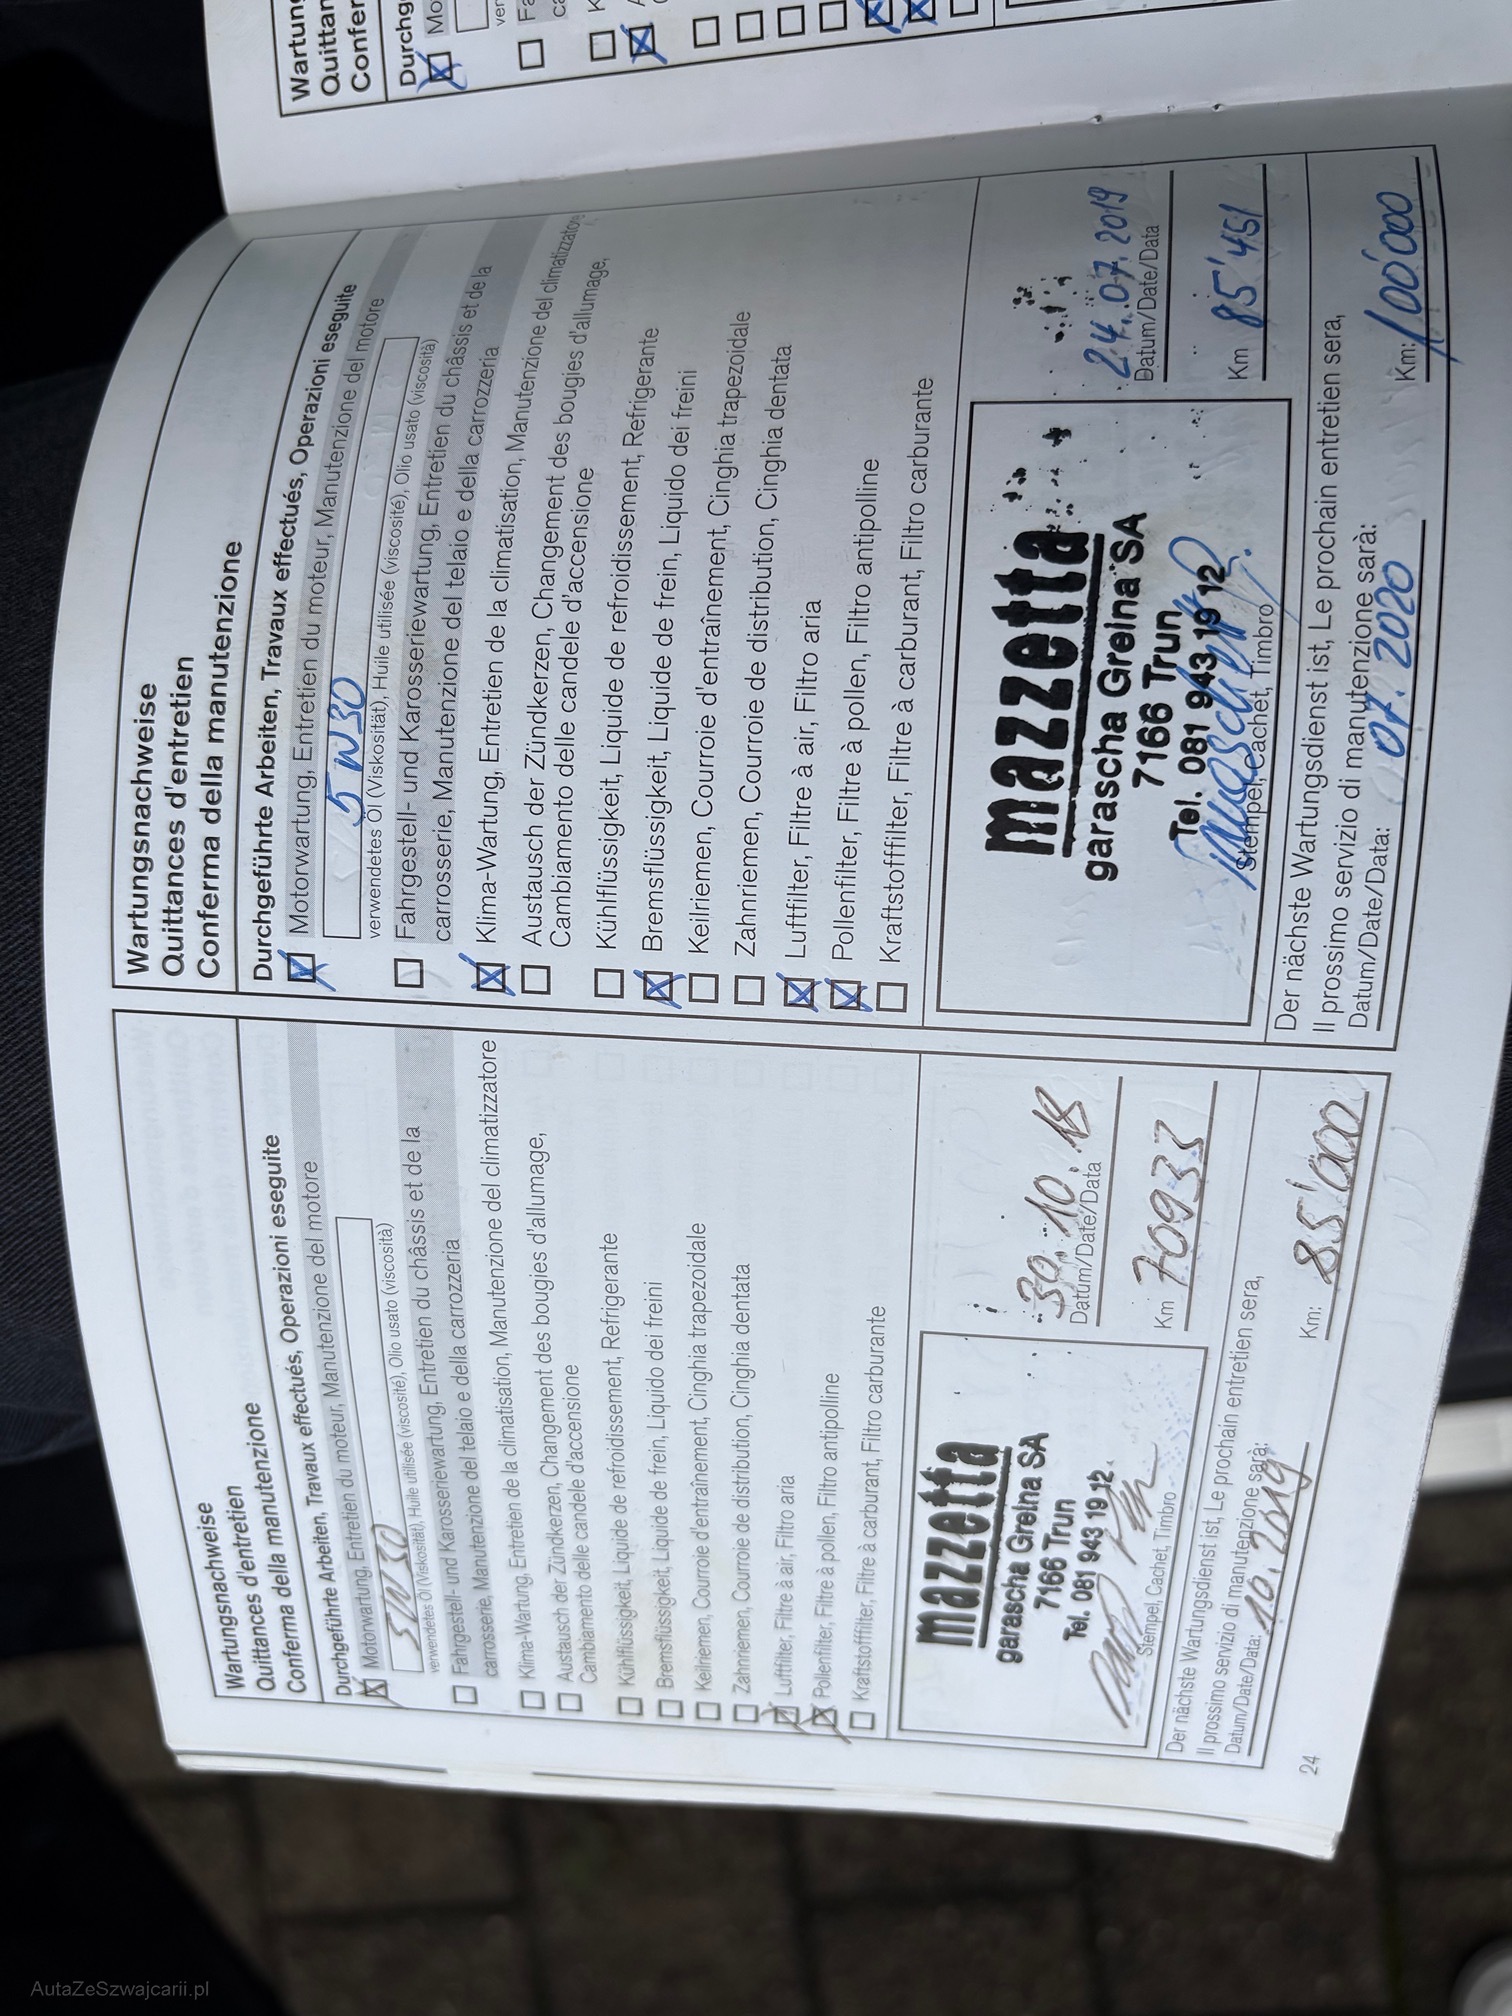 Wartungsnachweise
Quittances d'entretien
Conferma della manutenzione
Durchgeführte Arbeiten, Travaux effectués, Operazioni eseguite
Motorwartung, Entretien du moteur, Manutenzione del motore
5W30
verwendetes Öl (Viskosität), Huile utilisée (viscosité), Olio usato (viscosità)
Fahrgestell- und Karosseriewartung, Entretien du châssis et de la
carrosserie, Manutenzione del telaio e della carrozzeria
Klima-Wartung, Entretien de la climatisation, Manutenzione del climatizzatore
Austausch der Zündkerzen, Changement des bougies d'allumage,
Cambiamento delle candele d'accensione
Kühlflüssigkeit, Liquide de refroidissement, Refrigerante
Bremsflüssigkeit, Liquide de frein, Liquido dei freini
Keilriemen, Courroie d'entraînement, Cinghia trapezoidale
Zahnriemen, Courroie de distribution, Cinghia dentata
Luftfilter, Filtre à air, Filtro aria
Pollenfilter, Filtre à pollen, Filtro antipolline
Kraftstofffilter, Filtre à carburant, Filtro carburante
mazzetta
garascha Greina SA
7166 Trun
Tel. 081 943 19 12
Stempel, Cachet, Timbro
30.10.18
Datum/Date/Data
Km 70933
Der nächste Wartungsdienst ist, Le prochain entretien sera,
Il prossimo servizio di manutenzione sarà:
Datum/Date/Data: 10.2019 Km: 85'000
24
Wartungsnachweise
Quittances d'entretien
Conferma della manutenzione
Durchgeführte Arbeiten, Travaux effectués, Operazioni eseguite
Motorwartung, Entretien du moteur, Manutenzione del motore
5W30
verwendetes Öl (Viskosität), Huile utilisée (viscosité), Olio usato (viscosità)
Fahrgestell- und Karosseriewartung, Entretien du châssis et de la
carrosserie, Manutenzione del telaio e della carrozzeria
Klima-Wartung, Entretien de la climatisation, Manutenzione del climatizzatore
Austausch der Zündkerzen, Changement des bougies d'allumage,
Cambiamento delle candele d'accensione
Kühlflüssigkeit, Liquide de refroidissement, Refrigerante
Bremsflüssigkeit, Liquide de frein, Liquido dei freini
Keilriemen, Courroie d'entraînement, Cinghia trapezoidale
Zahnriemen, Courroie de distribution, Cinghia dentata
Luftfilter, Filtre à air, Filtro aria
Pollenfilter, Filtre à pollen, Filtro antipolline
Kraftstofffilter, Filtre à carburant, Filtro carburante
mazzetta
garascha Greina SA
7166 Trun
Tel. 081 943 19 12
Stempel, Cachet, Timbro
24.07.2019
Datum/Date/Data
Km 85'451
Der nächste Wartungsdienst ist, Le prochain entretien sera,
Il prossimo servizio di manutenzione sarà:
Datum/Date/Data: 07.2020 Km: 100'000
Wartun
Quittan
Confer
Durchg
Mo
ver
Fa
ca
K
AutaZeSzwajcarii.pl